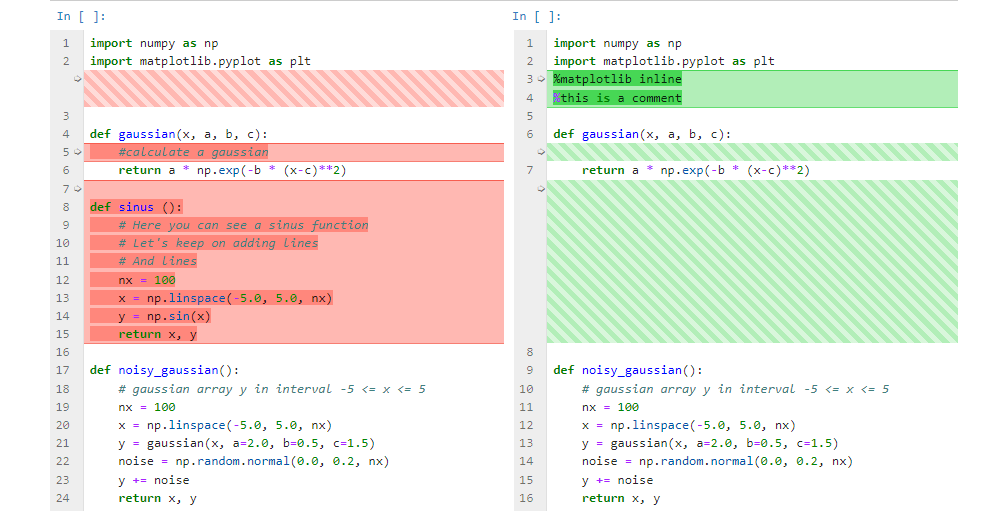 In [ ]:
1 import numpy as np
2 import matplotlib.pyplot as plt
3
4 def gaussian(x, a, b, c):
5 #calculate a gaussian
6 return a * np.exp(-b * (x-c)**2)
7
8 def sinus ():
9 # Here you can see a sinus function
10 # Let's keep on adding lines
11 # And lines
12 nx = 100
13 x = np.linspace(-5.0, 5.0, nx)
14 y = np.sin(x)
15 return x, y
16
17 def noisy_gaussian():
18 # gaussian array y in interval -5 <= x <= 5
19 nx = 100
20 x = np.linspace(-5.0, 5.0, nx)
21 y = gaussian(x, a=2.0, b=0.5, c=1.5)
22 noise = np.random.normal(0.0, 0.2, nx)
23 y += noise
24 return x, y
In [ ]:
1 import numpy as np
2 import matplotlib.pyplot as plt
3 %matplotlib inline
4 %this is a comment
5
6 def gaussian(x, a, b, c):
7 return a * np.exp(-b * (x-c)**2)
8
9 def noisy_gaussian():
10 # gaussian array y in interval -5 <= x <= 5
11 nx = 100
12 x = np.linspace(-5.0, 5.0, nx)
13 y = gaussian(x, a=2.0, b=0.5, c=1.5)
14 noise = np.random.normal(0.0, 0.2, nx)
15 y += noise
16 return x, y